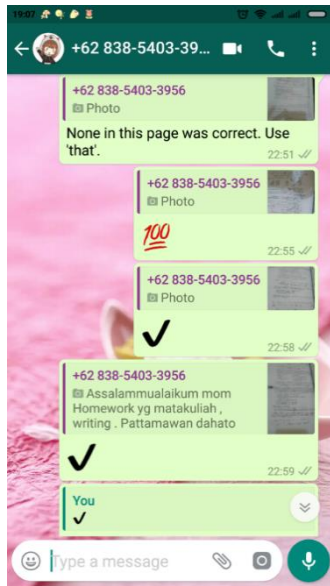 19:07
+62 838-5403-39...
+62 838-5403-3956
Photo
None in this page was correct. Use
'that'.
22:51
+62 838-5403-3956
Photo
💯
22:55
+62 838-5403-3956
Photo
✔
22:58
+62 838-5403-3956
Assalammualaikum mom
Homework yg matakuliah ,
writing . Pattamawan dahato
✔
22:59
You
✔
Type a message